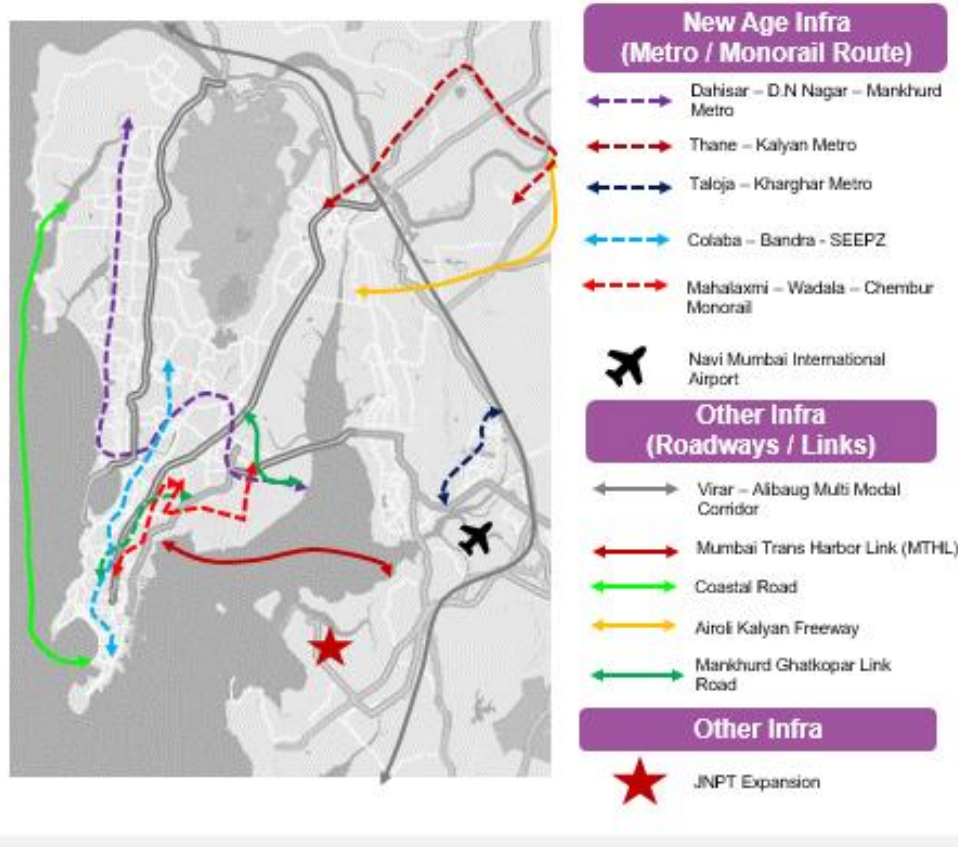 New Age Infra
(Metro / Monorail Route)
Dahisar – D.N Nagar – Mankhurd
Metro
Thane – Kalyan Metro
Taloja – Kharghar Metro
Colaba – Bandra - SEEPZ
Mahalaxmi – Wadala – Chembur
Monorail
Navi Mumbai International
Airport
Other Infra
(Roadways / Links)
Virar – Alibaug Multi Modal
Corridor
Mumbai Trans Harbor Link (MTHL)
Coastal Road
Airoli Kalyan Freeway
Mankhurd Ghatkopar Link
Road
Other Infra
JNPT Expansion